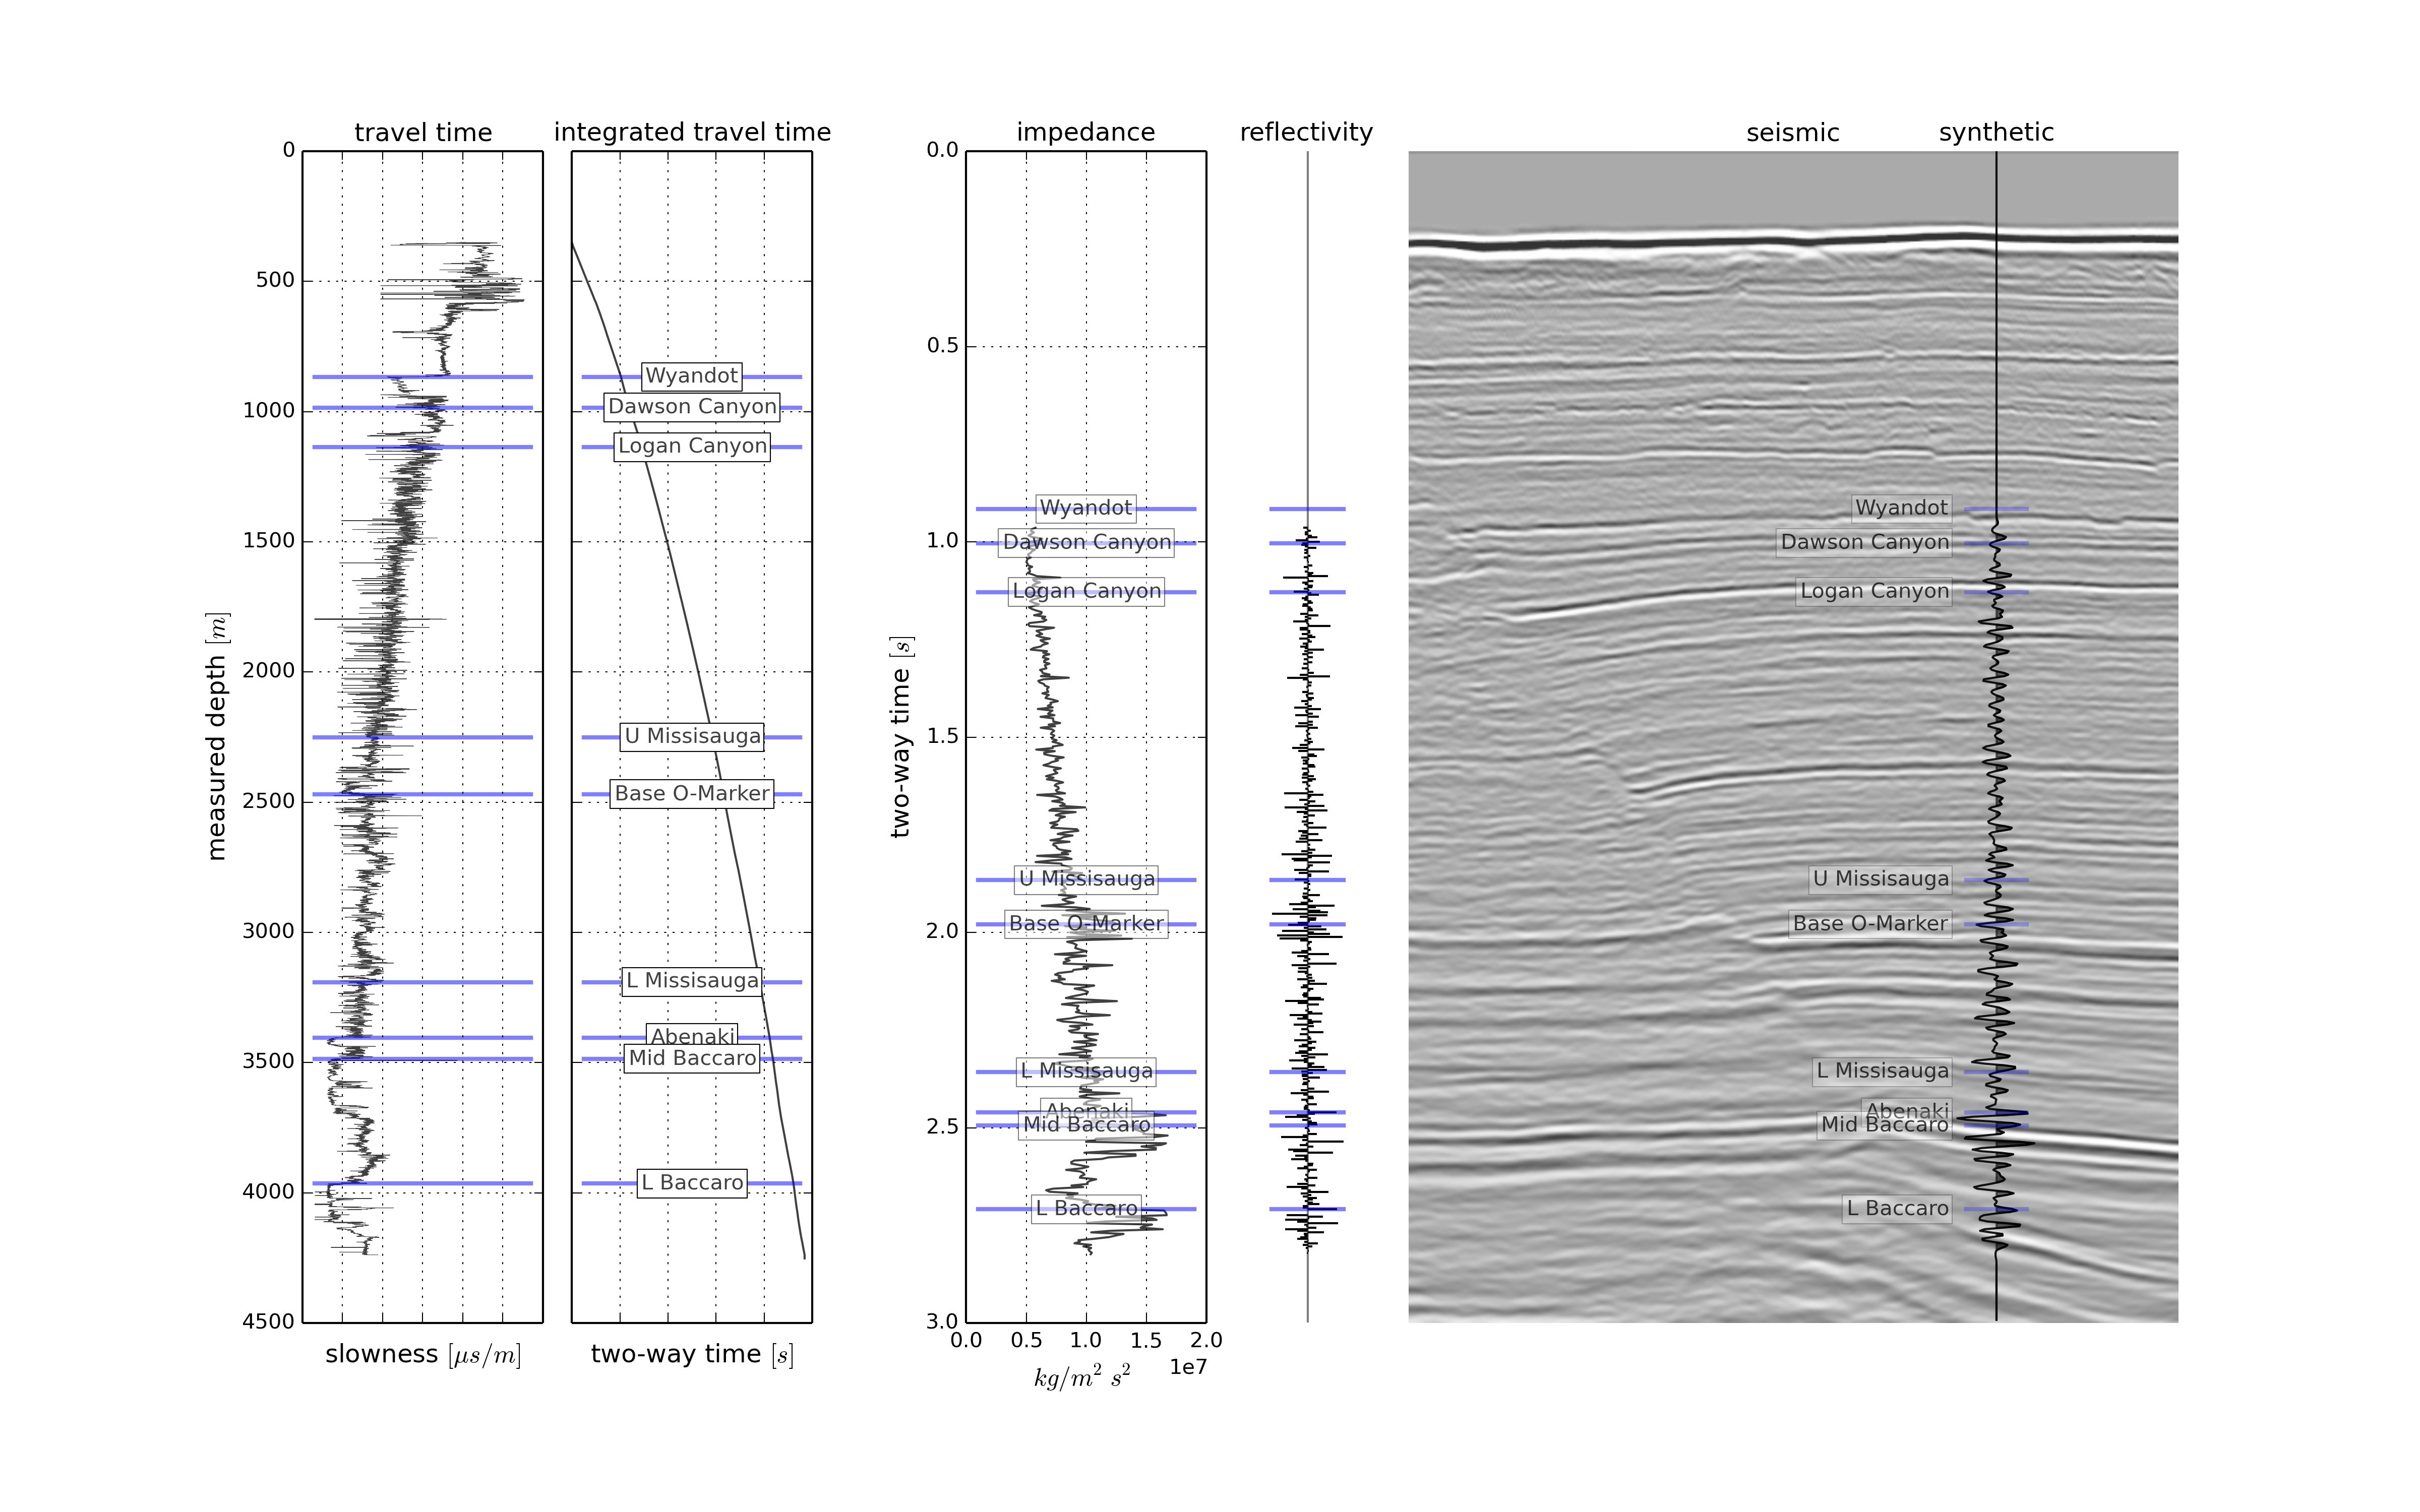 travel time
integrated travel time
impedance
reflectivity
seismic
synthetic
measured depth [m]
0
500
1000
1500
2000
2500
3000
3500
4000
4500
slowness [μs/m]
Wyandot
Dawson Canyon
Logan Canyon
U Missisauga
Base O-Marker
L Missisauga
Abenaki
Mid Baccaro
L Baccaro
two-way time [s]
two-way time [s]
0.0
0.5
1.0
1.5
2.0
2.5
3.0
Wyandot
Dawson Canyon
Logan Canyon
U Missisauga
Base O-Marker
L Missisauga
Abenaki
Mid Baccaro
L Baccaro
0.0 0.5 1.0 1.5 2.0
1e7
kg/m² s²
Wyandot
Dawson Canyon
Logan Canyon
U Missisauga
Base O-Marker
L Missisauga
Abenaki
Mid Baccaro
L Baccaro